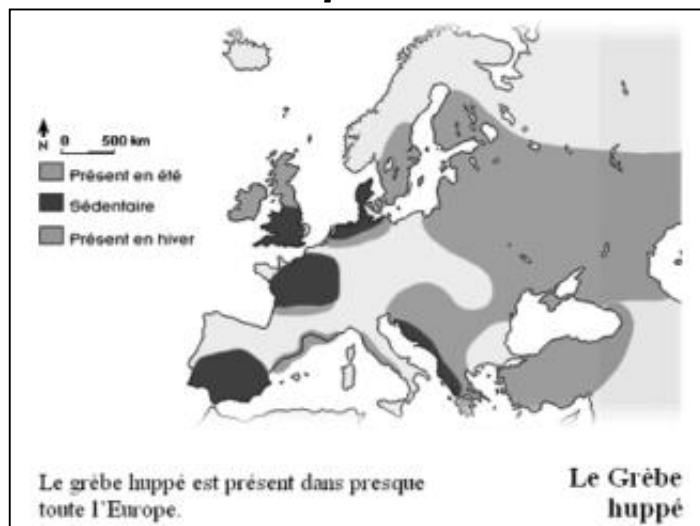 N
0 500 km
Présent en été
Sédentaire
Présent en hiver
Le grèbe huppé est présent dans presque
toute l'Europe.
Le Grèbe
huppé